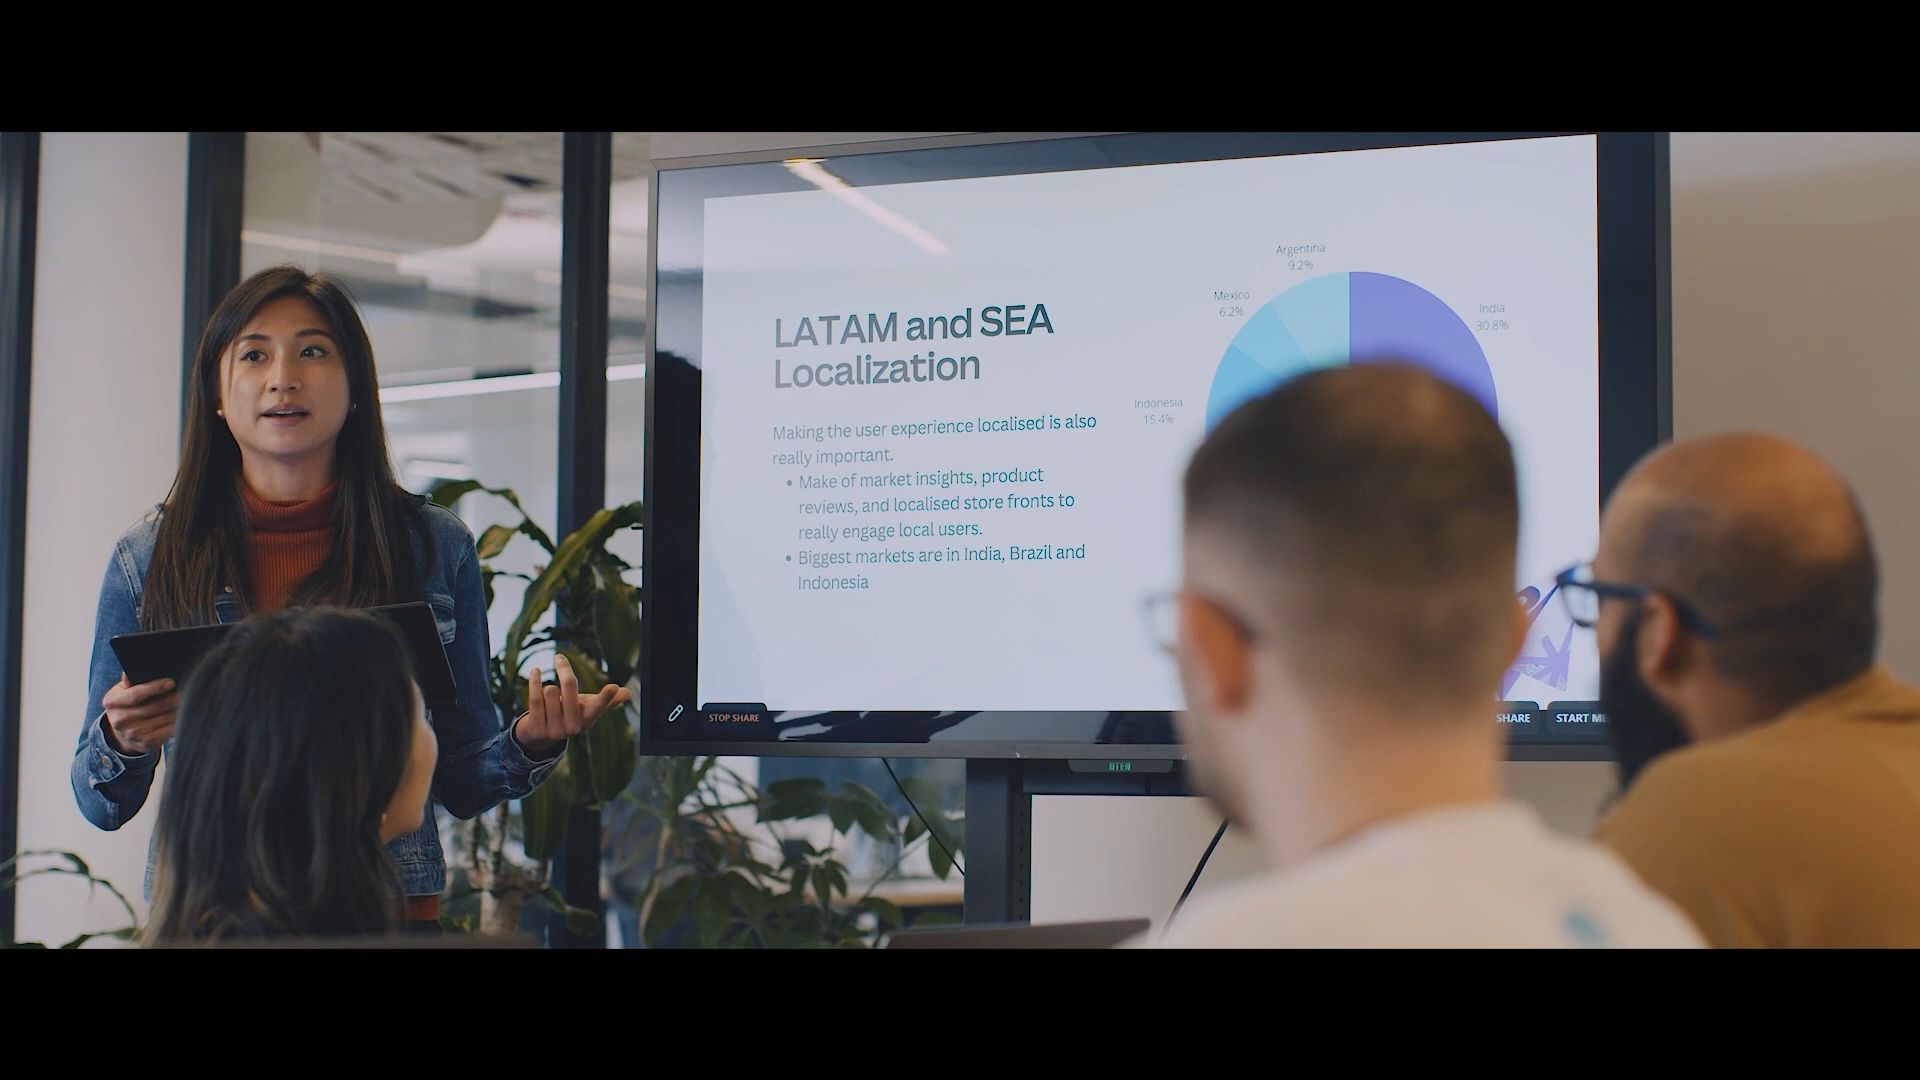 LATAM and SEA
Localization
Making the user experience localised is also
really important.
Make of market insights, product
reviews, and localised store fronts to
really engage local users.
Biggest markets are in India, Brazil and
Indonesia
Argentina
9.2%
Mexico
6.2%
India
30.8%
Indonesia
15.4%
STOP SHARE
SHARE
START
DTEN